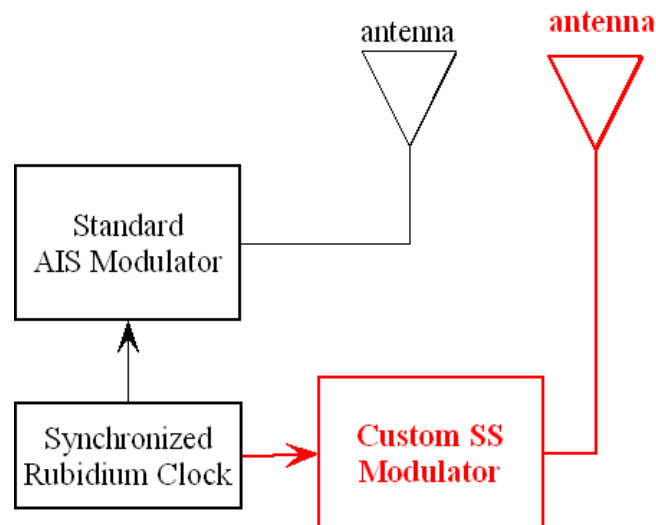 antenna
antenna
Standard
AIS Modulator
Synchronized
Rubidium Clock
Custom SS
Modulator